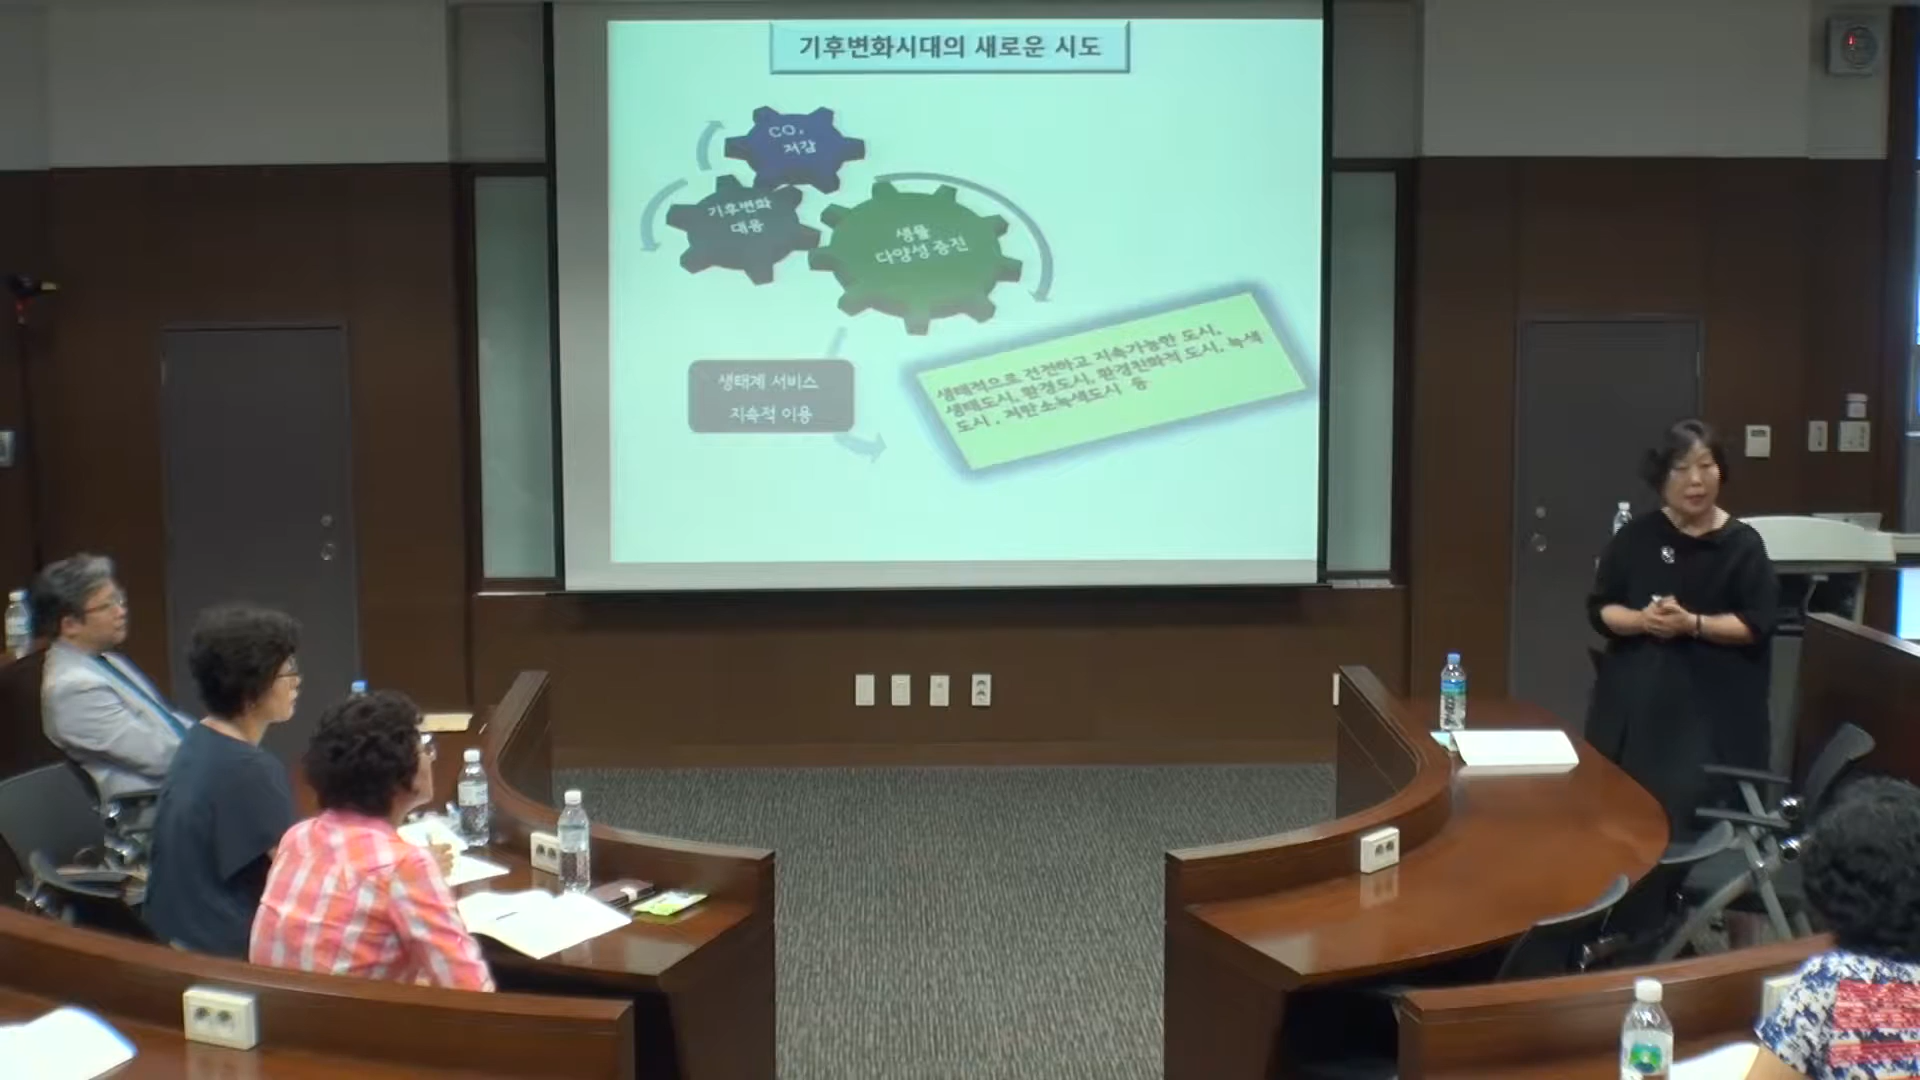 기후변화시대의 새로운 시도
CO₂
저감
기후변화
대응
생물
다양성 증진
생태계 서비스
지속적 이용
생태적으로 건전하고 지속가능한 도시,
생태도시, 환경도시, 환경친화적 도시, 녹색
도시, 저탄소녹색도시 등